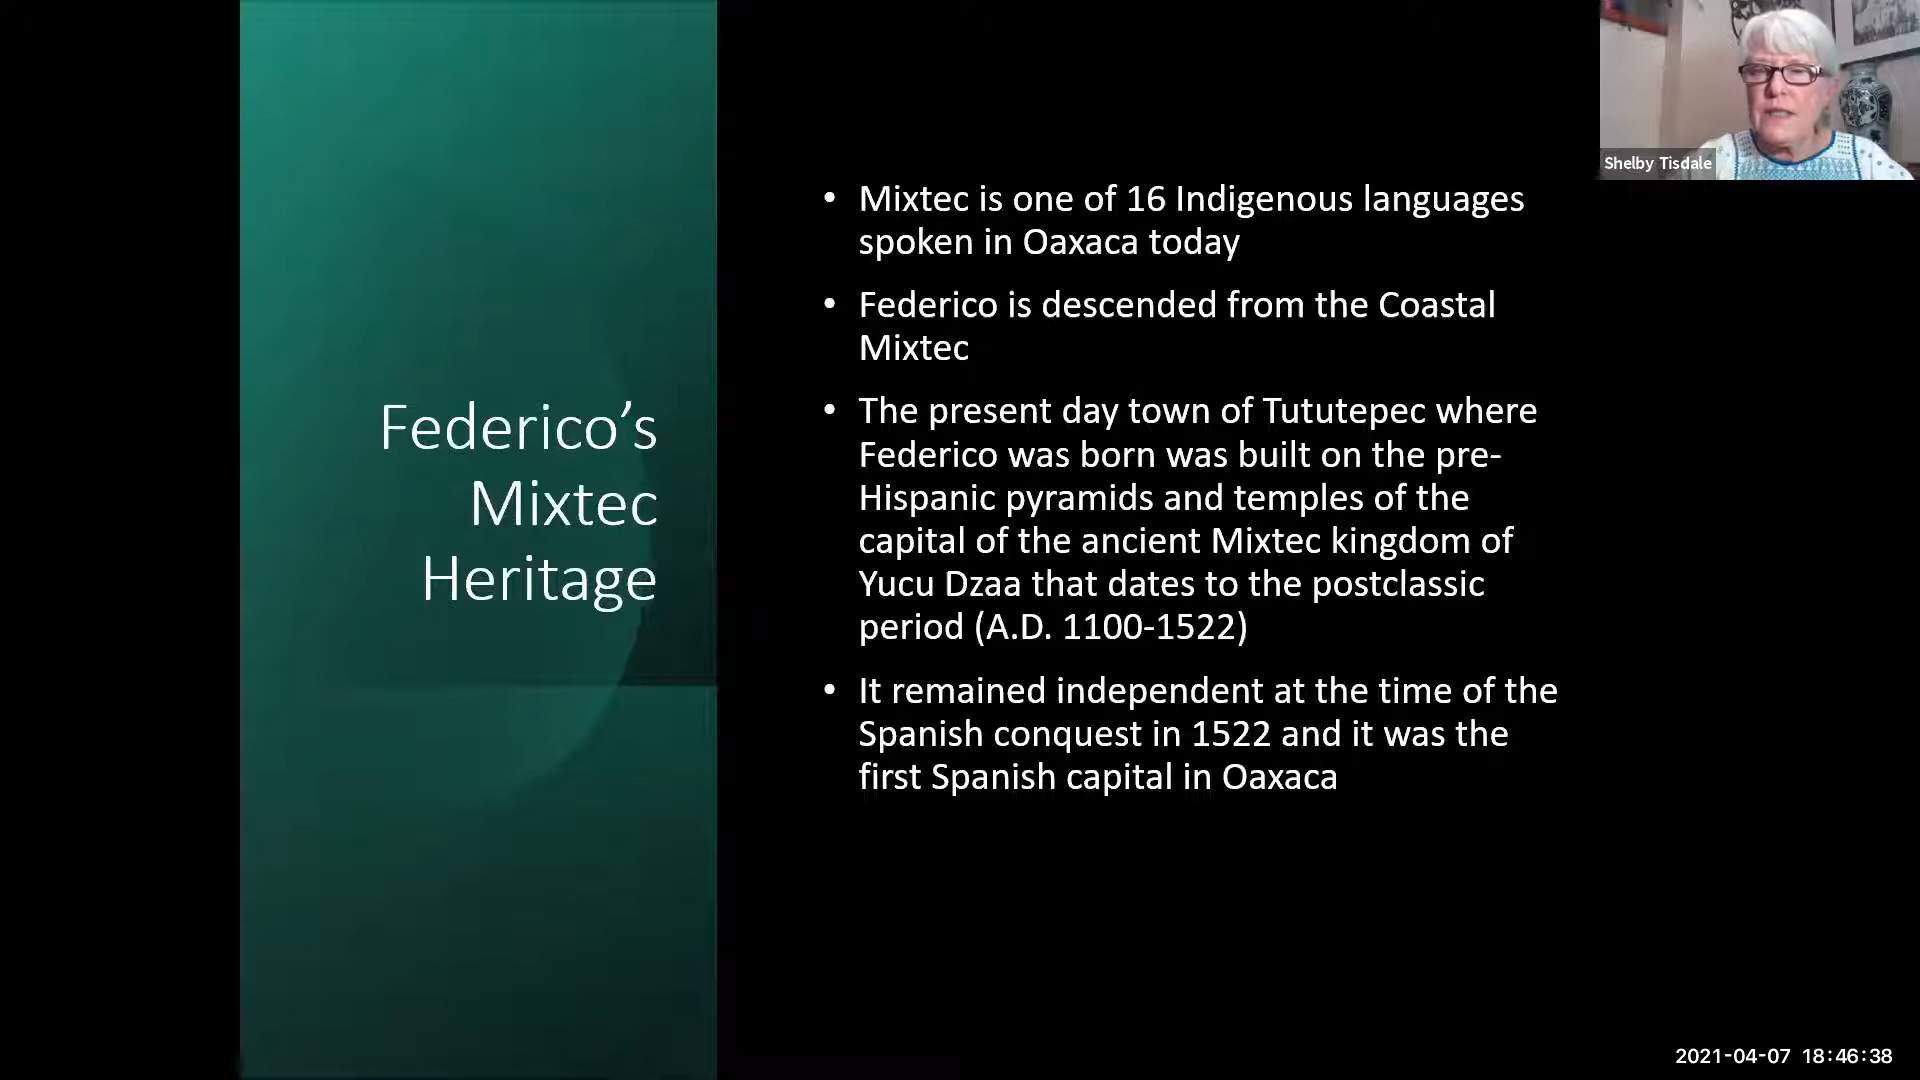 Federico’s
Mixtec
Heritage
• Mixtec is one of 16 Indigenous languages
spoken in Oaxaca today
• Federico is descended from the Coastal
Mixtec
• The present day town of Tututepec where
Federico was born was built on the pre-
Hispanic pyramids and temples of the
capital of the ancient Mixtec kingdom of
Yucu Dzaa that dates to the postclassic
period (A.D. 1100-1522)
• It remained independent at the time of the
Spanish conquest in 1522 and it was the
first Spanish capital in Oaxaca
Shelby Tisdale
2021-04-07 18:46:38